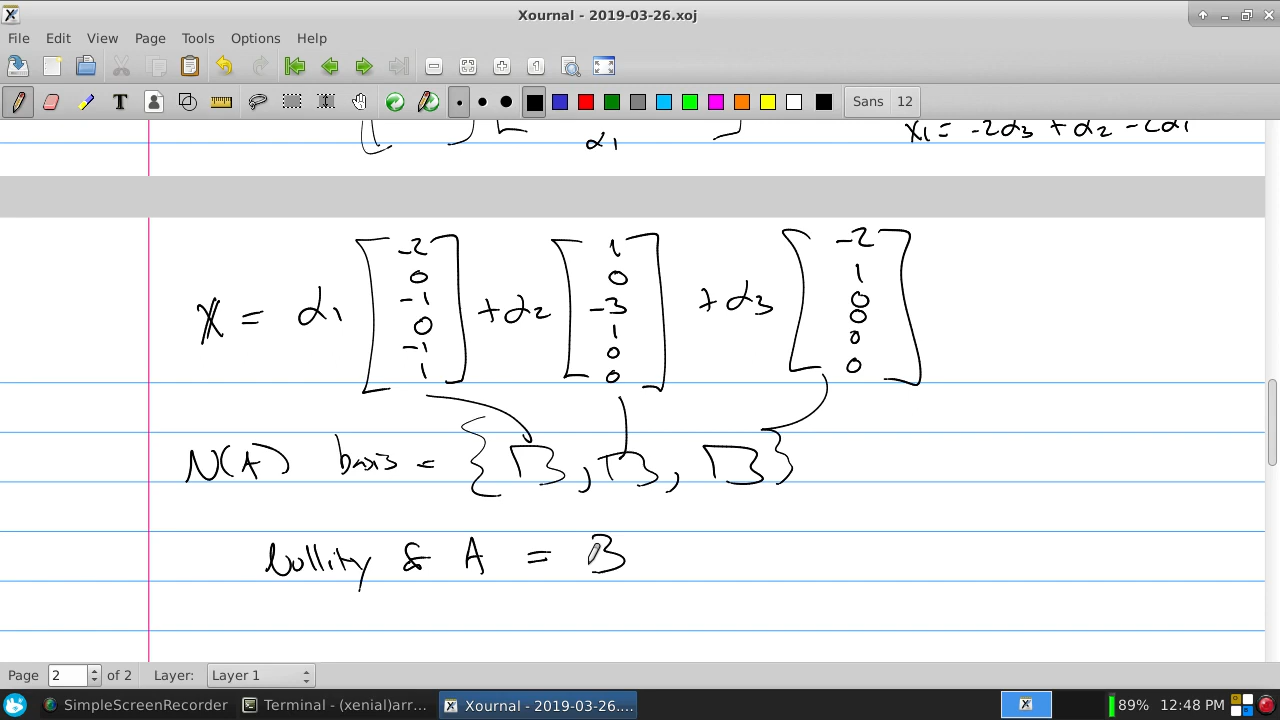 Xournal - 2019-03-26.xoj
File Edit View Page Tools Options Help
Sans 12
α1
x1 = -2α3 + α2 - 2α1
X = α1 [-2 0 -1 0 -1 1] + α2 [1 0 -3 1 0 0] + α3 [-2 1 0 0 0 0]
N(A) basis = { [ ], [ ], [ ] }
Nullity of A = 3
Page 2 of 2 Layer: Layer 1
SimpleScreenRecorder Terminal - (xenial)arr... Xournal - 2019-03-26.... 89% 12:48 PM